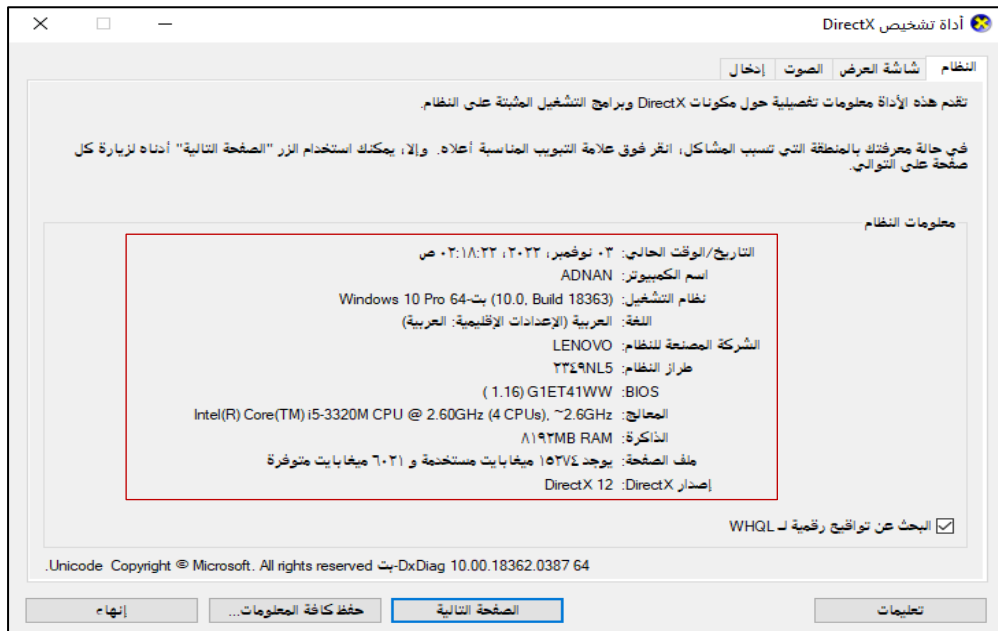 أداة تشخيص DirectX
النظام شاشة العرض الصوت إدخال
تقدم هذه الأداة معلومات تفصيلية حول مكونات DirectX وبرامج التشغيل المثبتة على النظام.
في حالة معرفتك بالمنطقة التي تسبب المشاكل، انقر فوق علامة التبويب المناسبة أعلاه. وإلا، يمكنك استخدام الزر "الصفحة التالية" أدناه لزيارة كل
صفحة على التوالي.
معلومات النظام
التاريخ/الوقت الحالي: ٠٣ نوفمبر، ٢٠٢٢، ٠٢:١٨:٢٢ ص
اسم الكمبيوتر: ADNAN
نظام التشغيل: Windows 10 Pro 64-بت (10.0, Build 18363)
اللغة: العربية (الإعدادات الإقليمية: العربية)
الشركة المصنعة للنظام: LENOVO
طراز النظام: ٢٣٤٩NL5
BIOS: G1ET41WW (1.16 )
المعالج: Intel(R) Core(TM) i5-3320M CPU @ 2.60GHz (4 CPUs), ~2.6GHz
الذاكرة: ٨١٩٢MB RAM
ملف الصفحة: يوجد ١٥٢٧٤ ميغابايت مستخدمة و ٦٠٢١ ميغابايت متوفرة
إصدار DirectX: DirectX 12
البحث عن تواقيع رقمية لـ WHQL
DxDiag 10.00.18362.0387 64-بت Unicode Copyright © Microsoft. All rights reserved.
تعليمات الصفحة التالية حفظ كافة المعلومات... إنهاء